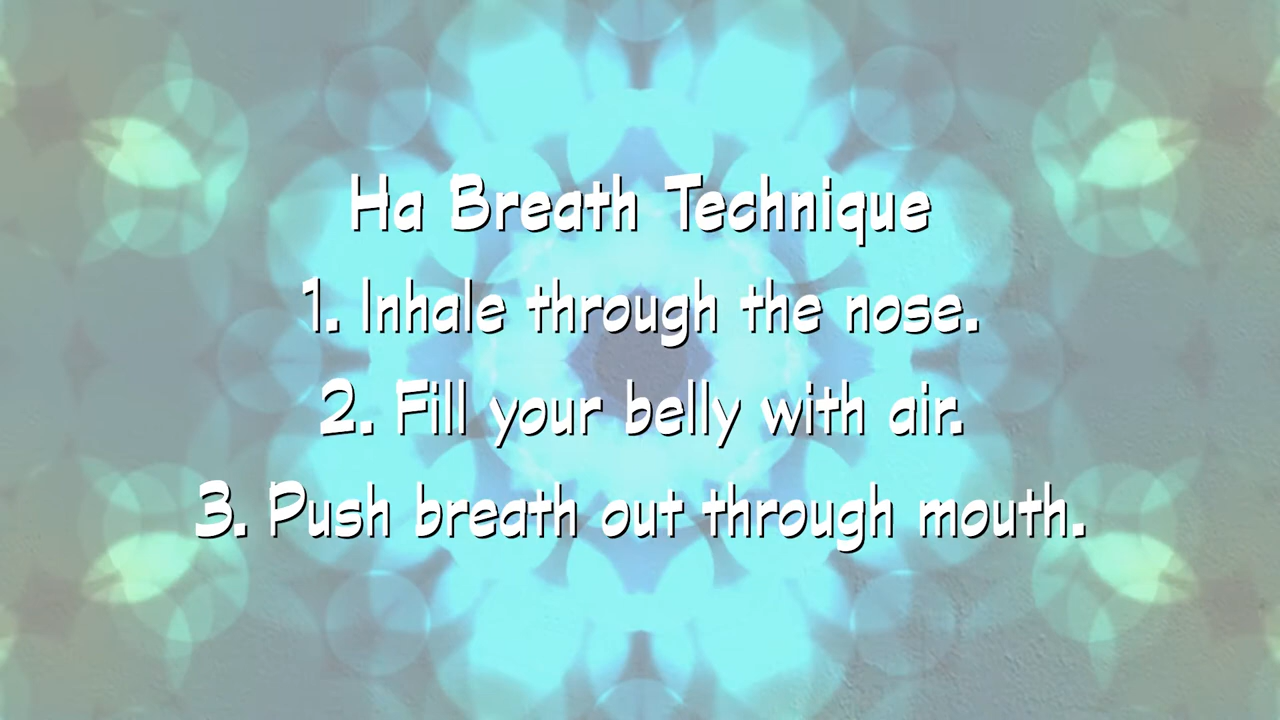 Ha Breath Technique
1. Inhale through the nose.
2. Fill your belly with air.
3. Push breath out through mouth.